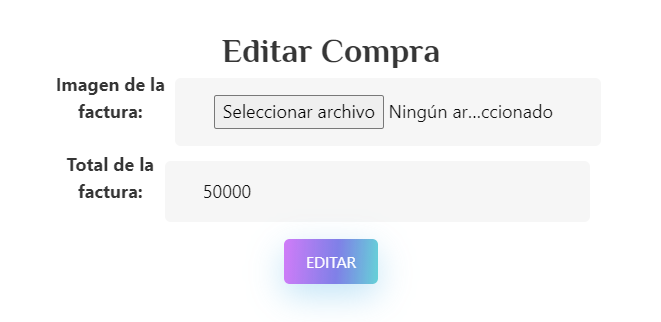 Editar Compra
Imagen de la
factura:
Seleccionar archivo Ningún ar...ccionado
Total de la
factura:
50000
EDITAR